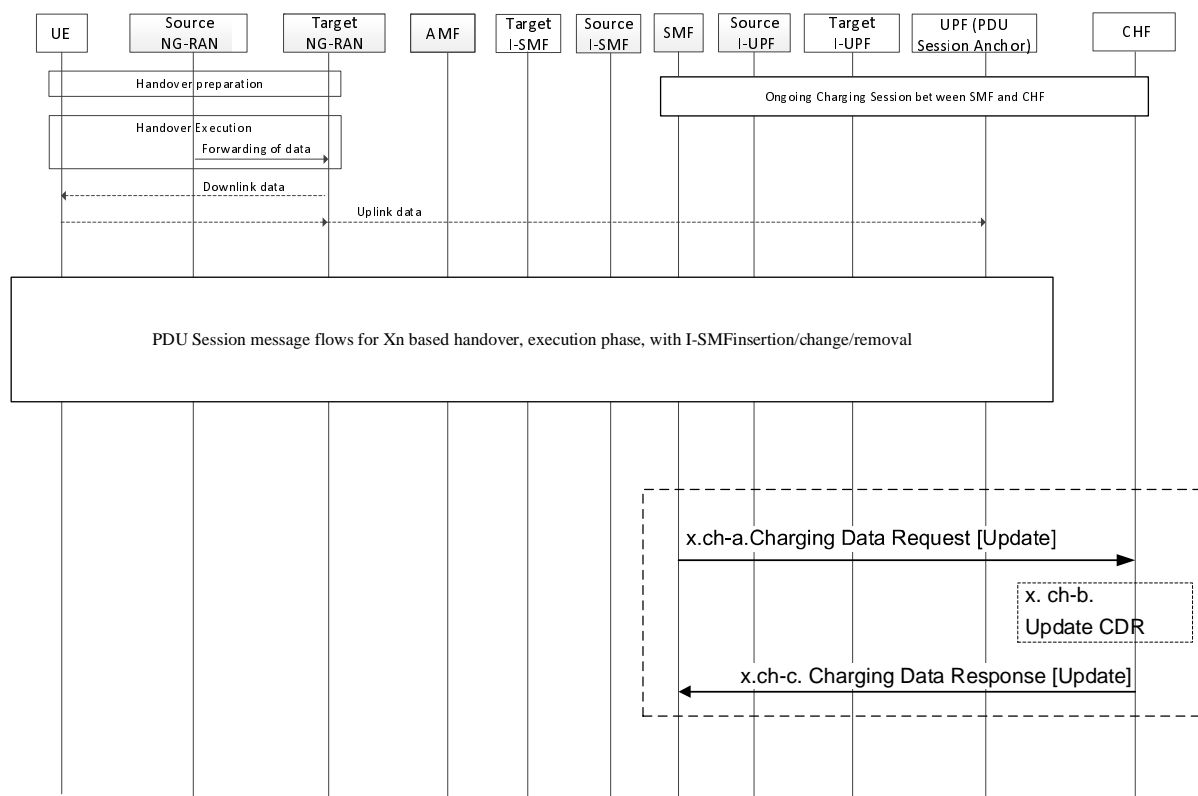 UE
Source
NG-RAN
Target
NG-RAN
AMF
Target
I-SMF
Source
I-SMF
SMF
Source
I-UPF
Target
I-UPF
UPF (PDU
Session Anchor)
CHF
Handover preparation
Ongoing Charging Session between SMF and CHF
Handover Execution
Forwarding of data
Downlink data
Uplink data
PDU Session message flows for Xn based handover, execution phase, with I-SMFinsertion/change/removal
x.ch-a.Charging Data Request [Update]
x. ch-b.
Update CDR
x.ch-c. Charging Data Response [Update]